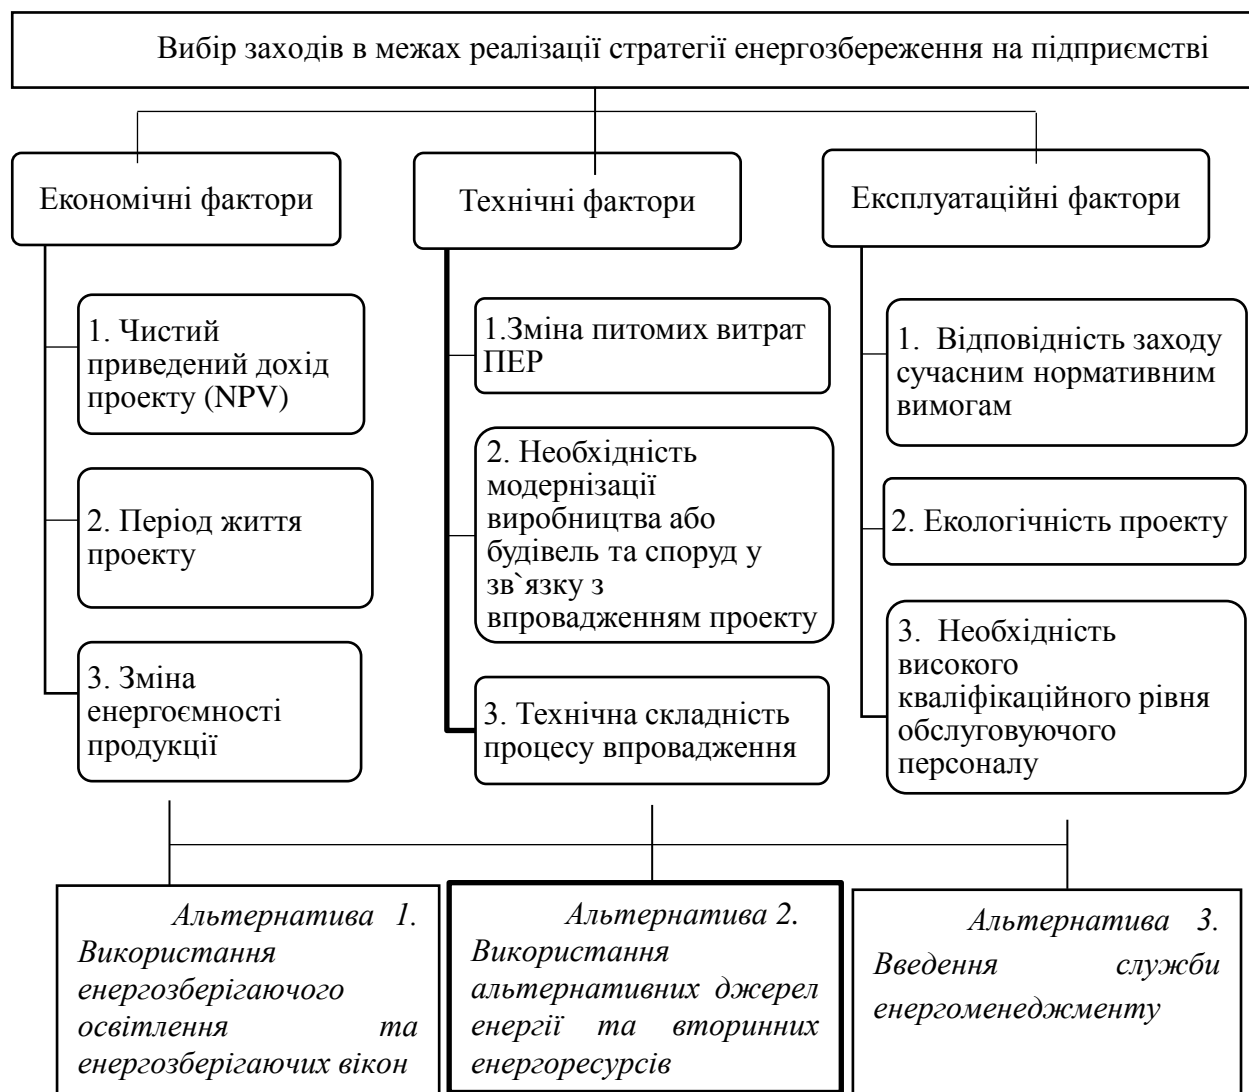 Вибір заходів в межах реалізації стратегії енергозбереження на підприємстві
Економічні фактори
1. Чистий
приведений дохід
проекту (NPV)
2. Період життя
проекту
3. Зміна
енергоємності
продукції
Технічні фактори
1.Зміна питомих витрат
ПЕР
2. Необхідність
модернізації
виробництва або
будівель та споруд у
зв`язку з
впровадженням проекту
3. Технічна складність
процесу впровадження
Експлуатаційні фактори
1. Відповідність заходу
сучасним нормативним
вимогам
2. Екологічність проекту
3. Необхідність
високого
кваліфікаційного рівня
обслуговуючого
персоналу
Альтернатива 1.
Використання
енергозберігаючого
освітлення та
енергозберігаючих вікон
Альтернатива 2.
Використання
альтернативних джерел
енергії та вторинних
енергоресурсів
Альтернатива 3.
Введення служби
енергоменеджменту